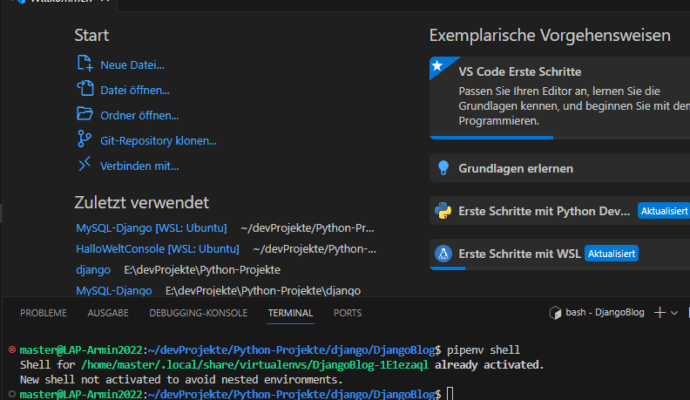 Willkommen
Start
Neue Datei...
Datei öffnen...
Ordner öffnen...
Git-Repository klonen...
Verbinden mit...
Zuletzt verwendet
MySQL-Django [WSL: Ubuntu] ~/devProjekte/Python-Pr...
HalloWeltConsole [WSL: Ubuntu] ~/devProjekte/Python-...
django E:\devProjekte\Python-Projekte
MySQL-Django E:\devProjekte\Python-Projekte\django
Exemplarische Vorgehensweisen
VS Code Erste Schritte
Passen Sie Ihren Editor an, lernen Sie die
Grundlagen kennen, und beginnen Sie mit dem
Programmieren.
Grundlagen erlernen
Erste Schritte mit Python Dev... Aktualisiert
Erste Schritte mit WSL Aktualisiert
PROBLEME AUSGABE DEBUGGING-KONSOLE TERMINAL PORTS bash - DjangoBlog
master@LAP-Armin2022:~/devProjekte/Python-Projekte/django/DjangoBlog$ pipenv shell
Shell for /home/master/.local/share/virtualenvs/DjangoBlog-1E1ezaql already activated.
New shell not activated to avoid nested environments.
master@LAP-Armin2022:~/devProjekte/Python-Projekte/django/DjangoBlog$